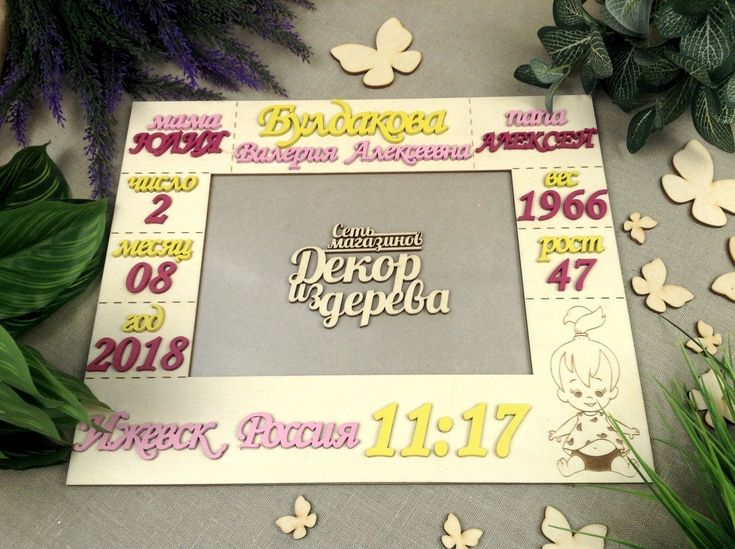 мама
ЮЛИЯ
Булдакова
Валерия Алексеевна
папа
АЛЕКСЕЙ
число
2
месяц
08
год
2018
Сеть
магазинов
Декор
из дерева
вес
1966
рост
47
Ижевск Россия 11:17